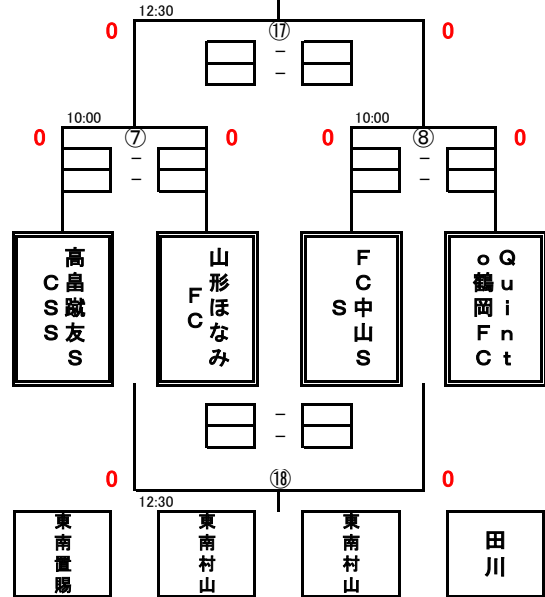 12:30
0 ⑰ 0
－
－
10:00 10:00
0 ⑦ 0 0 ⑧ 0
－ －
－ －
高畠蹴友S
CSS
山形ほなみ
FC
FC中山S
S
Quint
o鶴岡FC
－
－
0 ⑱ 0
12:30
東南置賜
東南村山
東南村山
田川